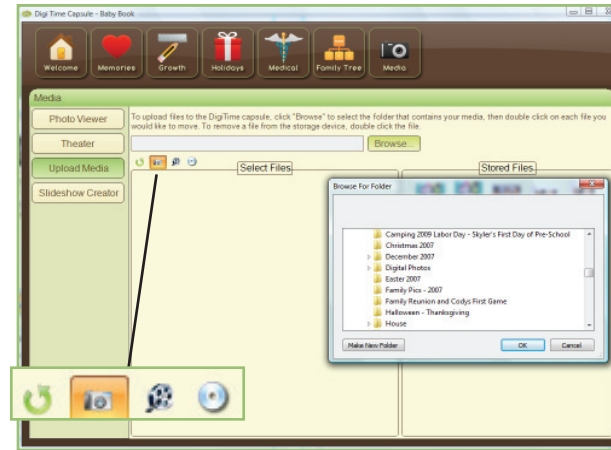 Digi Time Capsule - Baby Book
Welcome
Memories
Growth
Holidays
Medical
Family Tree
Media
Media
Photo Viewer
To upload files to the DigiTime capsule, click "Browse" to select the folder that contains your media, then double click on each file you
would like to move. To remove a file from the storage device, double click the file.
Theater
Browse...
Upload Media
Select Files
Stored Files
Slideshow Creator
Browse For Folder
Camping 2009 Labor Day - Skyler's First Day of Pre-School
Christmas 2007
December 2007
Digital Photos
Easter 2007
Family Pics - 2007
Family Reunion and Codys First Game
Halloween - Thanksgiving
House
Make New Folder
OK
Cancel